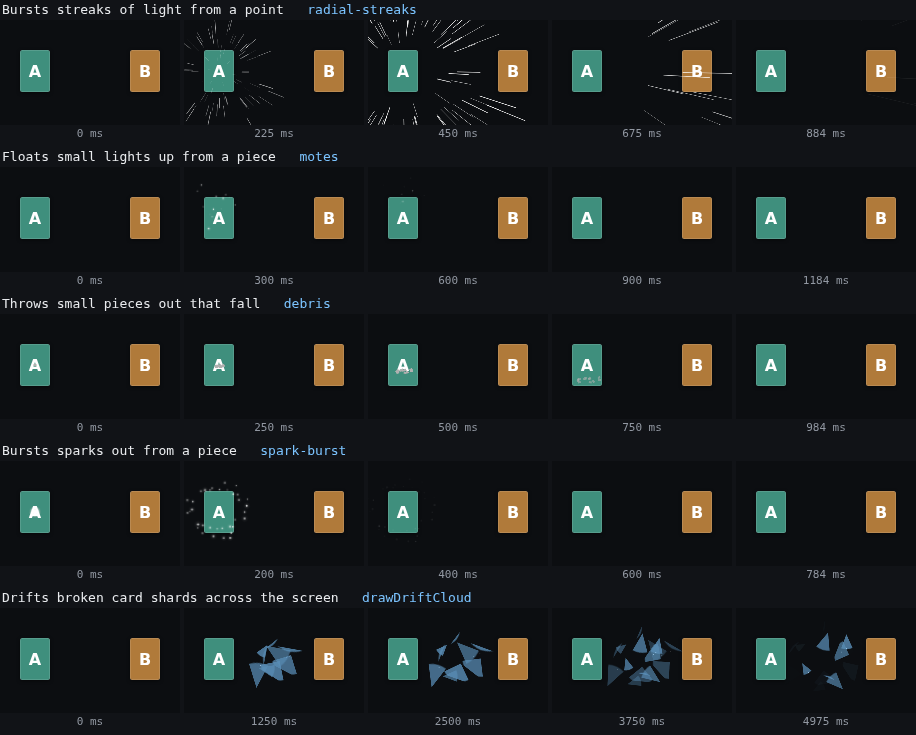 Bursts streaks of light from a point radial-streaks
A B A B A B A B A B
0 ms 225 ms 450 ms 675 ms 884 ms
Floats small lights up from a piece motes
A B A B A B A B A B
0 ms 300 ms 600 ms 900 ms 1184 ms
Throws small pieces out that fall debris
A B A B A B A B A B
0 ms 250 ms 500 ms 750 ms 984 ms
Bursts sparks out from a piece spark-burst
A B A B A B A B A B
0 ms 200 ms 400 ms 600 ms 784 ms
Drifts broken card shards across the screen drawDriftCloud
A B A B A B A B A B
0 ms 1250 ms 2500 ms 3750 ms 4975 ms